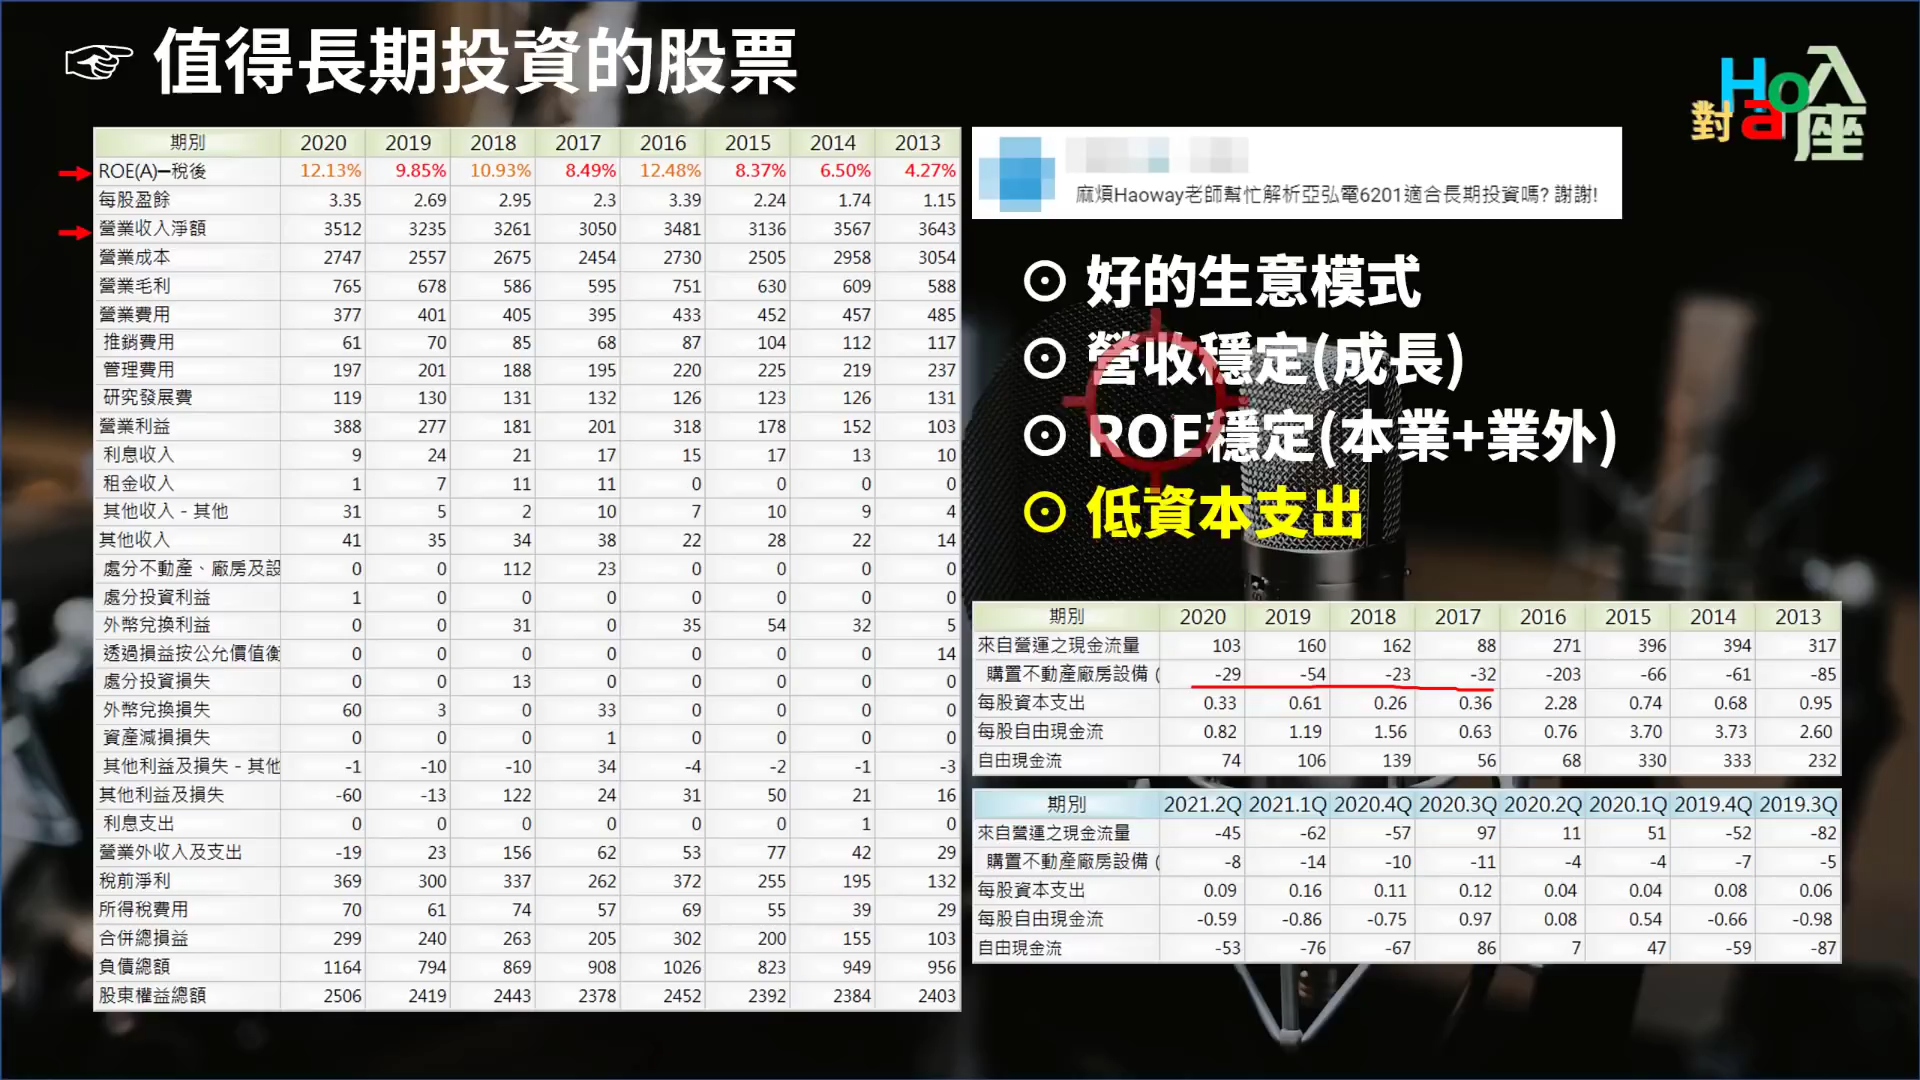 ☞ 值得長期投資的股票
Ha
o
對
入
座
期別 2020 2019 2018 2017 2016 2015 2014 2013
ROE(A)─稅後 12.13% 9.85% 10.93% 8.49% 12.48% 8.37% 6.50% 4.27%
每股盈餘 3.35 2.69 2.95 2.3 3.39 2.24 1.74 1.15
營業收入淨額 3512 3235 3261 3050 3481 3136 3567 3643
營業成本 2747 2557 2675 2454 2730 2505 2958 3054
營業毛利 765 678 586 595 751 630 609 588
營業費用 377 401 405 395 433 452 457 485
推銷費用 61 70 85 68 87 104 112 117
管理費用 197 201 188 195 220 225 219 237
研究發展費 119 130 131 132 126 123 126 131
營業利益 388 277 181 201 318 178 152 103
利息收入 9 24 21 17 15 17 13 10
租金收入 1 7 11 11 0 0 0 0
其他收入－其他 31 5 2 10 7 10 9 4
其他收入 41 35 34 38 22 28 22 14
處分不動產、廠房及設 0 0 112 23 0 0 0 0
處分投資利益 1 0 0 0 0 0 0 0
外幣兌換利益 0 0 31 0 35 54 32 5
透過損益按公允價值衡 0 0 0 0 0 0 0 14
處分投資損失 0 0 13 0 0 0 0 0
外幣兌換損失 60 3 0 33 0 0 0 0
資產減損損失 0 0 0 1 0 0 0 0
其他利益及損失－其他 -1 -10 -10 34 -4 -2 -1 -3
其他利益及損失 -60 -13 122 24 31 50 21 16
利息支出 0 0 0 0 0 0 1 0
營業外收入及支出 -19 23 156 62 53 77 42 29
稅前淨利 369 300 337 262 372 255 195 132
所得稅費用 70 61 74 57 69 55 39 29
合併總損益 299 240 263 205 302 200 155 103
負債總額 1164 794 869 908 1026 823 949 956
股東權益總額 2506 2419 2443 2378 2452 2392 2384 2403
麻煩Haoway老師幫忙解析亞弘電6201適合長期投資嗎? 謝謝!
⊙ 好的生意模式
⊙ 營收穩定(成長)
⊙ ROE穩定(本業+業外)
⊙ 低資本支出
期別 2020 2019 2018 2017 2016 2015 2014 2013
來自營運之現金流量 103 160 162 88 271 396 394 317
購置不動產廠房設備 ( -29 -54 -23 -32 -203 -66 -61 -85
每股資本支出 0.33 0.61 0.26 0.36 2.28 0.74 0.68 0.95
每股自由現金流 0.82 1.19 1.56 0.63 0.76 3.70 3.73 2.60
自由現金流 74 106 139 56 68 330 333 232
期別 2021.2Q 2021.1Q 2020.4Q 2020.3Q 2020.2Q 2020.1Q 2019.4Q 2019.3Q
來自營運之現金流量 -45 -62 -57 97 11 51 -52 -82
購置不動產廠房設備 ( -8 -14 -10 -11 -4 -4 -7 -5
每股資本支出 0.09 0.16 0.11 0.12 0.04 0.04 0.08 0.06
每股自由現金流 -0.59 -0.86 -0.75 0.97 0.08 0.54 -0.66 -0.98
自由現金流 -53 -76 -67 86 7 47 -59 -87